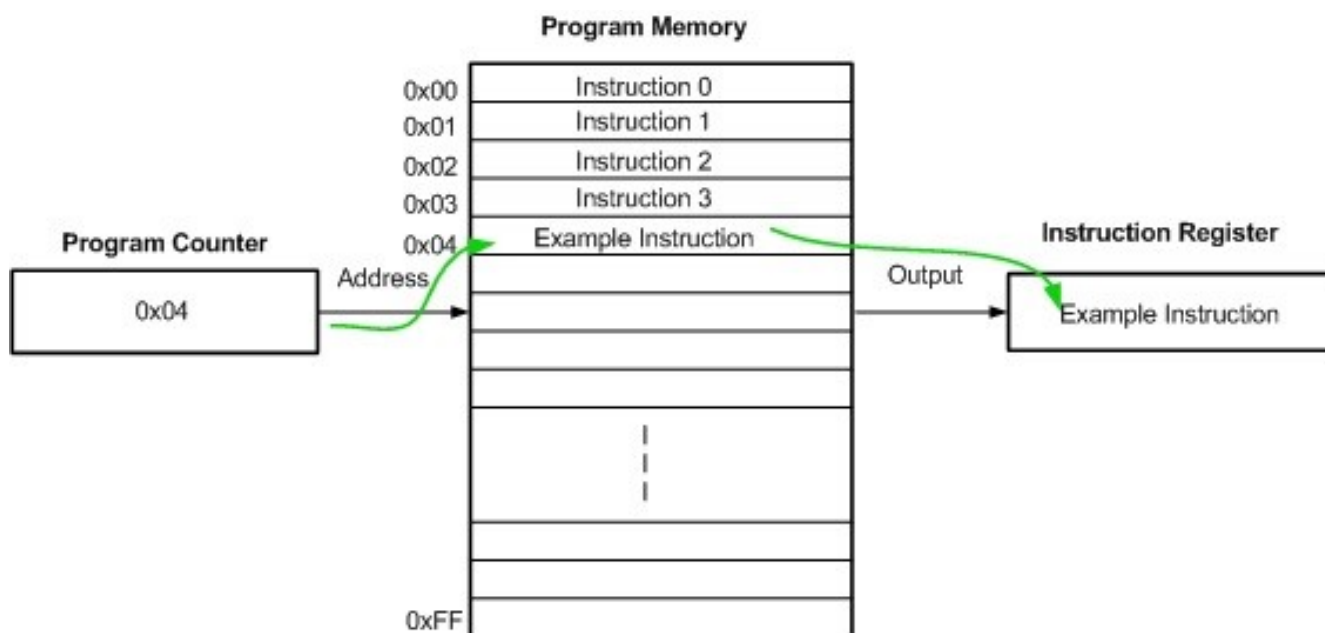 Program Memory
0x00
Instruction 0
0x01
Instruction 1
0x02
Instruction 2
0x03
Instruction 3
0x04
Example Instruction
Program Counter
0x04
Address
Output
Instruction Register
Example Instruction
0xFF